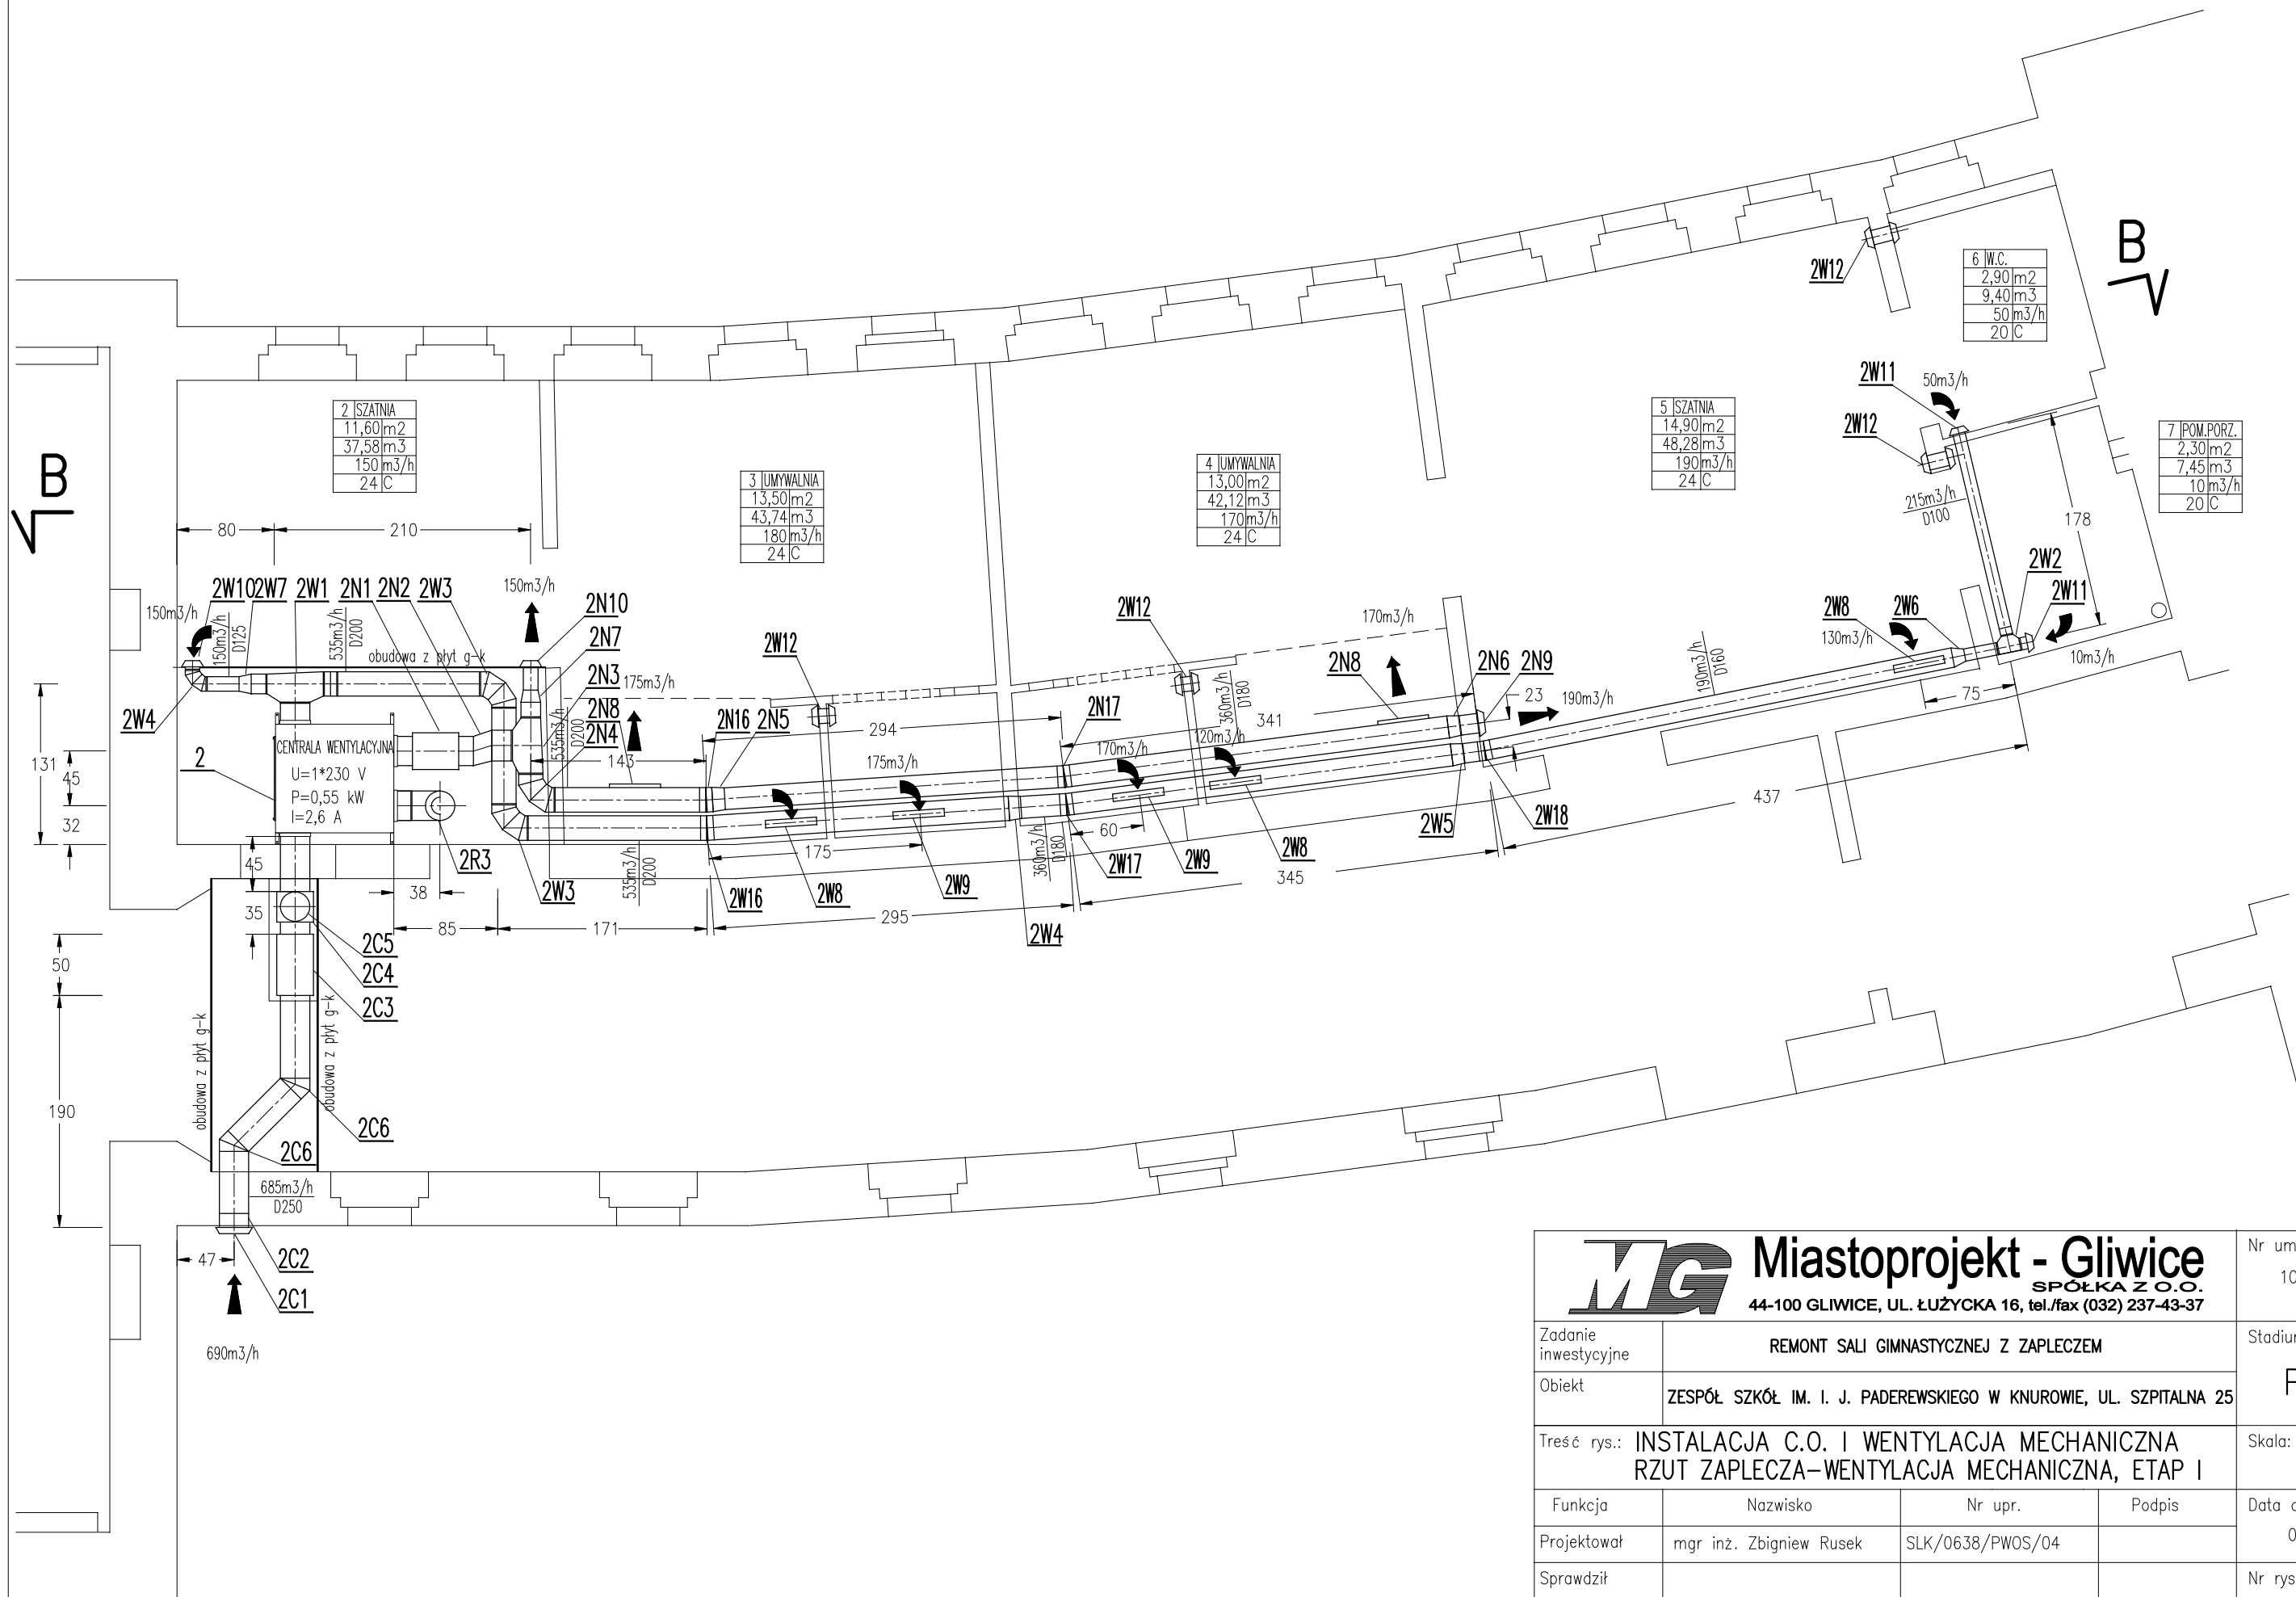 B
6 W.C.
2,90 m2
9,40 m3
50 m3/h
20 C
2W12
2W11
50m3/h
2W12
2 SZATNIA
11,60 m2
37,58 m3
150 m3/h
24 C
5 SZATNIA
14,90 m2
48,28 m3
190 m3/h
24 C
7 POM.PORZ.
2,30 m2
7,45 m3
10 m3/h
20 C
B
3 UMYWALNIA
13,50 m2
43,74 m3
180 m3/h
24 C
4 UMYWALNIA
13,00 m2
42,12 m3
170 m3/h
24 C
215m3/h
D100
178
80
210
2W10 2W7 2W1 2N1 2N2 2W3
150m3/h
150m3/h
D125
535m3/h
D200
150m3/h
2N10
2N7
obudowa z płyt g-k
2N3
175m3/h
2N8
2N4
535m3/h
D200
2W12
2W12
170m3/h
2N8
2N6 2N9
23
190m3/h
190m3/h
D160
2W8
130m3/h
2W6
2W2
2W11
10m3/h
75
2W4
2N16 2N5
294
2N17
360m3/h
D180
341
143
175m3/h
170m3/h
120m3/h
2
CENTRALA WENTYLACYJNA
U=1*230 V
P=0,55 kW
I=2,6 A
131
45
32
437
2R3
2W3
535m3/h
D200
175
2W16
2W8
2W9
360m3/h
D180
60
2W17
2W9
2W8
2W5
2W18
345
45
38
35
85
171
295
2W4
2C5
2C4
2C3
50
obudowa z płyt g-k
obudowa z płyt g-k
190
2C6
2C6
685m3/h
D250
47
2C2
2C1
690m3/h
MG
Miastoprojekt - Gliwice
SPÓŁKA Z O.O.
44-100 GLIWICE, UL. ŁUŻYCKA 16, tel./fax (032) 237-43-37
Nr um
10
Zadanie
inwestycyjne
REMONT SALI GIMNASTYCZNEJ Z ZAPLECZEM
Obiekt
ZESPÓŁ SZKÓŁ IM. I. J. PADEREWSKIEGO W KNUROWIE, UL. SZPITALNA 25
Treść rys.: INSTALACJA C.O. I WENTYLACJA MECHANICZNA
RZUT ZAPLECZA-WENTYLACJA MECHANICZNA, ETAP I
Skala:
Funkcja Nazwisko Nr upr. Podpis
Data
Projektował mgr inż. Zbigniew Rusek SLK/0638/PWOS/04
Sprawdził
Nr rys